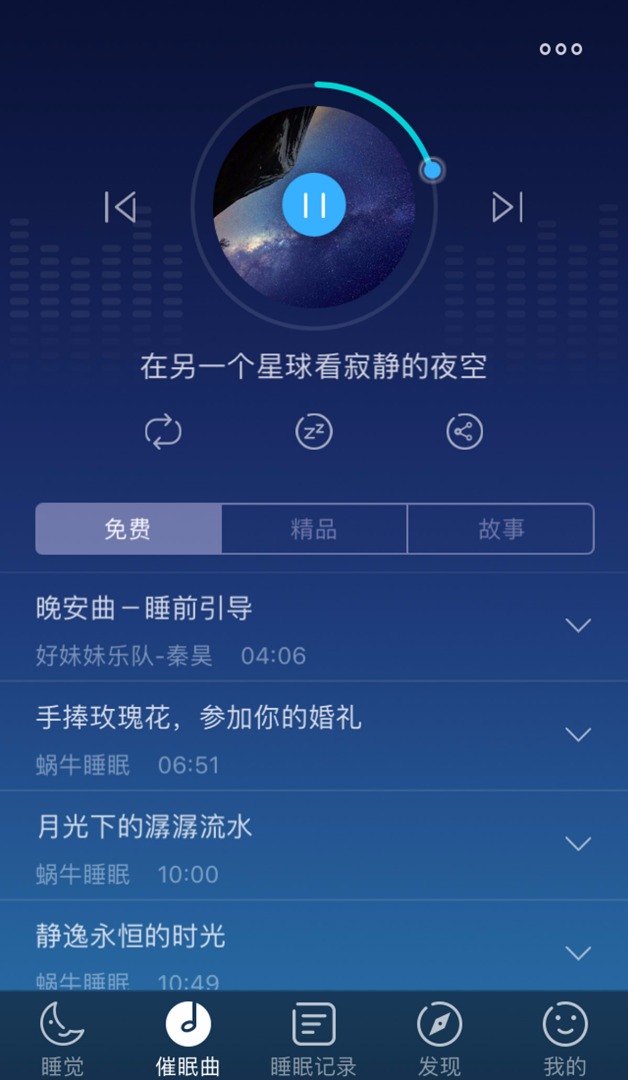 在另一个星球看寂静的夜空
zz
免费 精品 故事
晚安曲－睡前引导
好妹妹乐队-秦昊 04:06
手捧玫瑰花，参加你的婚礼
蜗牛睡眠 06:51
月光下的潺潺流水
蜗牛睡眠 10:00
静逸永恒的时光
蜗牛睡眠 10:49
睡觉 催眠曲 睡眠记录 发现 我的